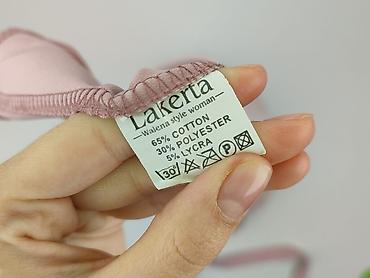 Lakerta
Walena style woman
65% COTTON
30% POLYESTER
5% LYCRA
30° P